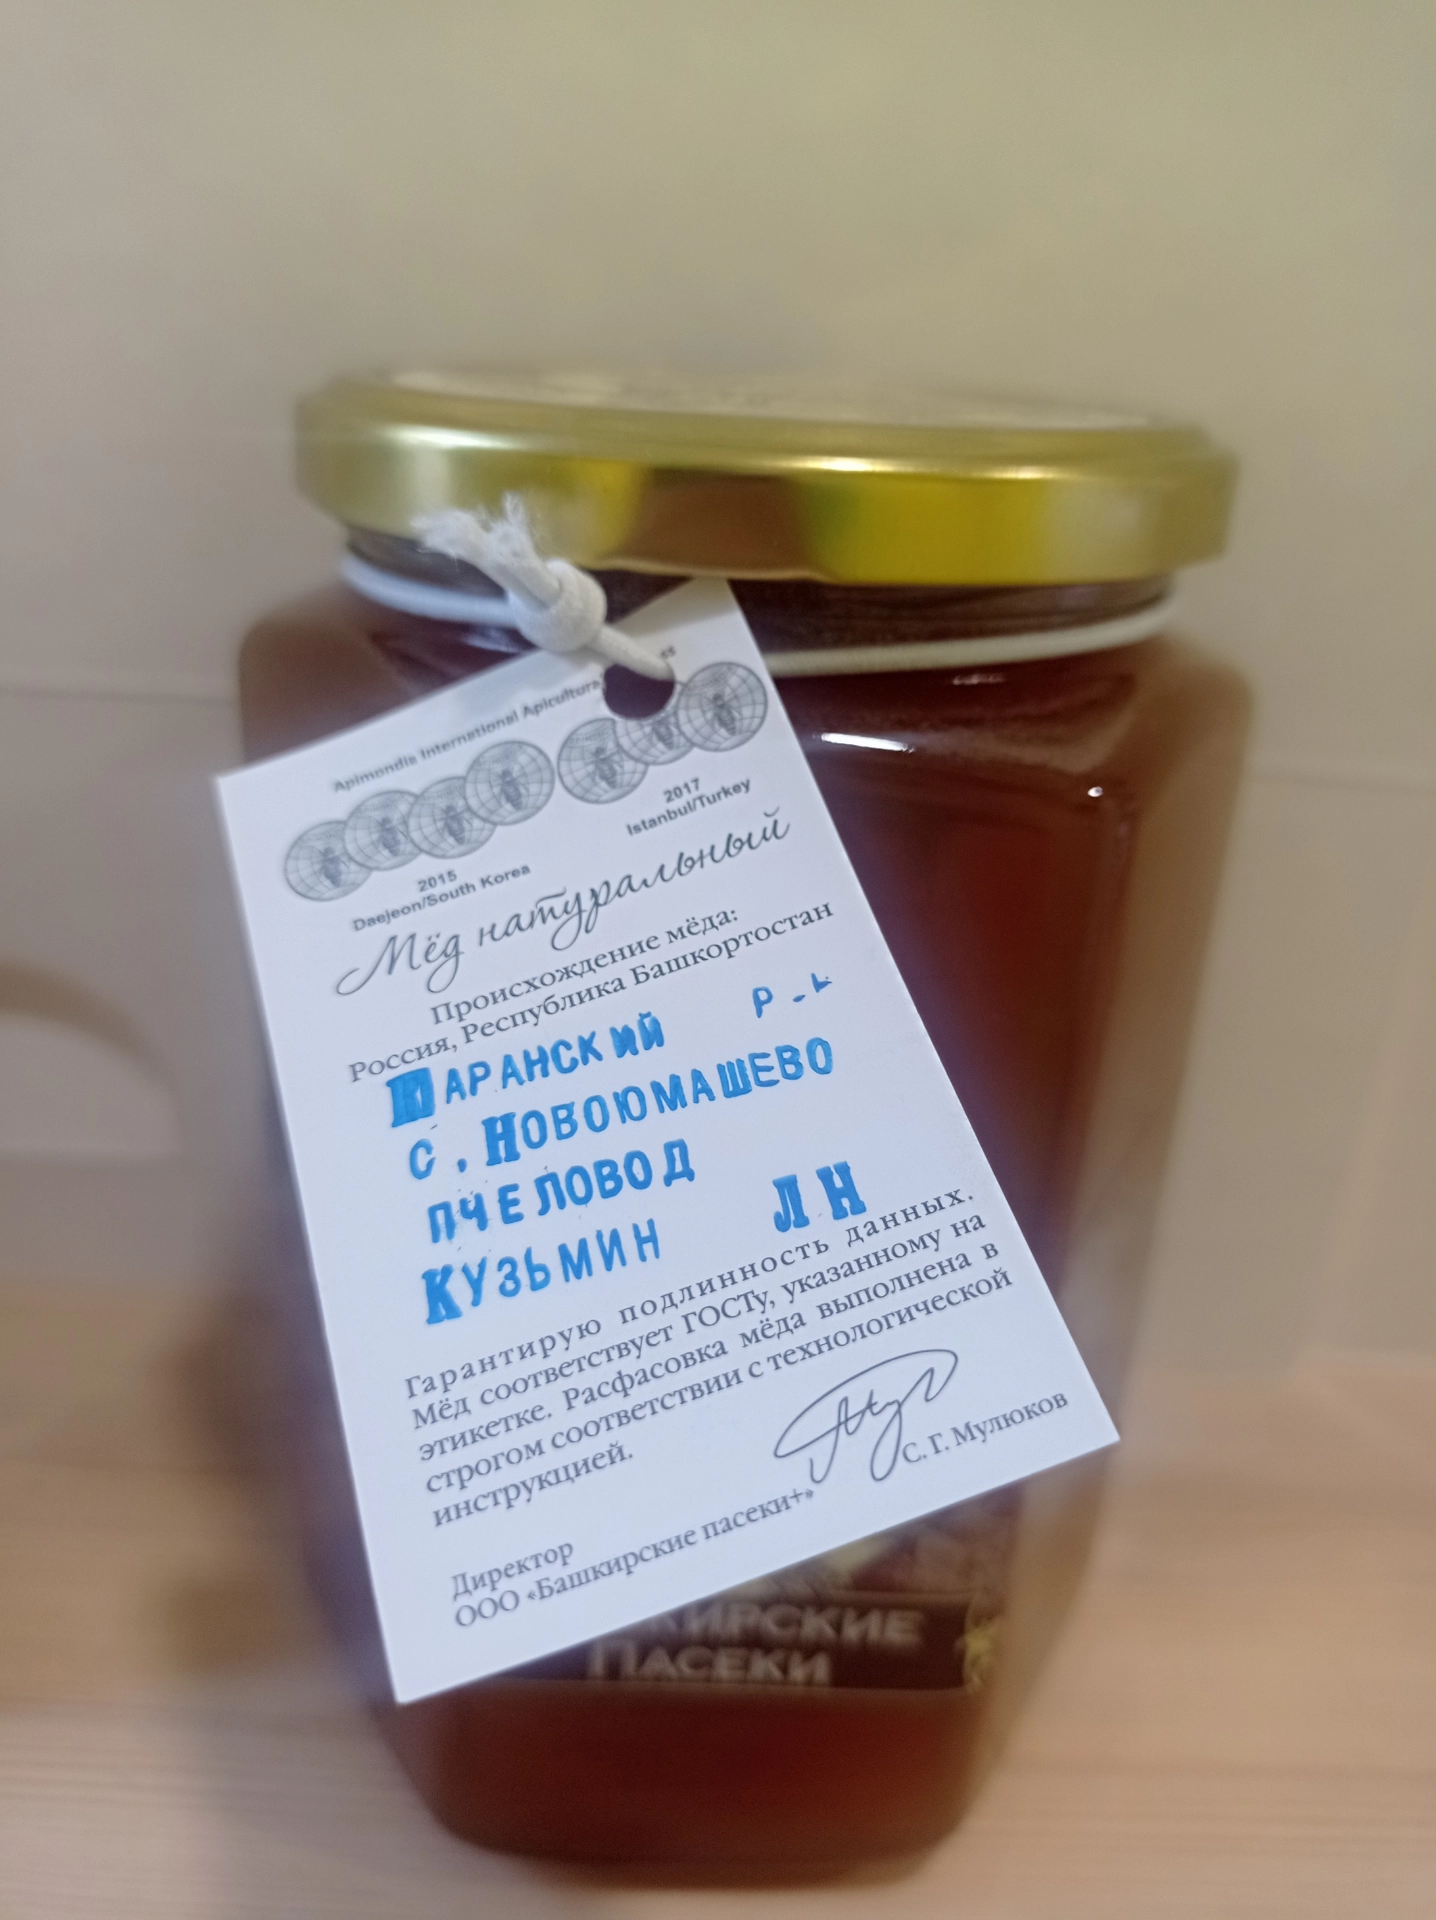 Apimondia International Apicultura
2017
Istanbul/Turkey
2015
Daejeon/South Korea
Мёд натуральный
Происхождение мёда:
Россия, Республика Башкортостан
ШАРАНСКИЙ Р-Н
С. НОВОЮМАШЕВО
ПЧЕЛОВОД
КУЗЬМИН ЛН
Гарантирую подлинность данных.
Мёд соответствует ГОСТу, указанному на
этикетке. Расфасовка мёда выполнена в
строгом соответствии с технологической
инструкцией.
С. Г. Мулюков
Директор
ООО «Башкирские пасеки+»
КИРСКИЕ
ПАСЕКИ